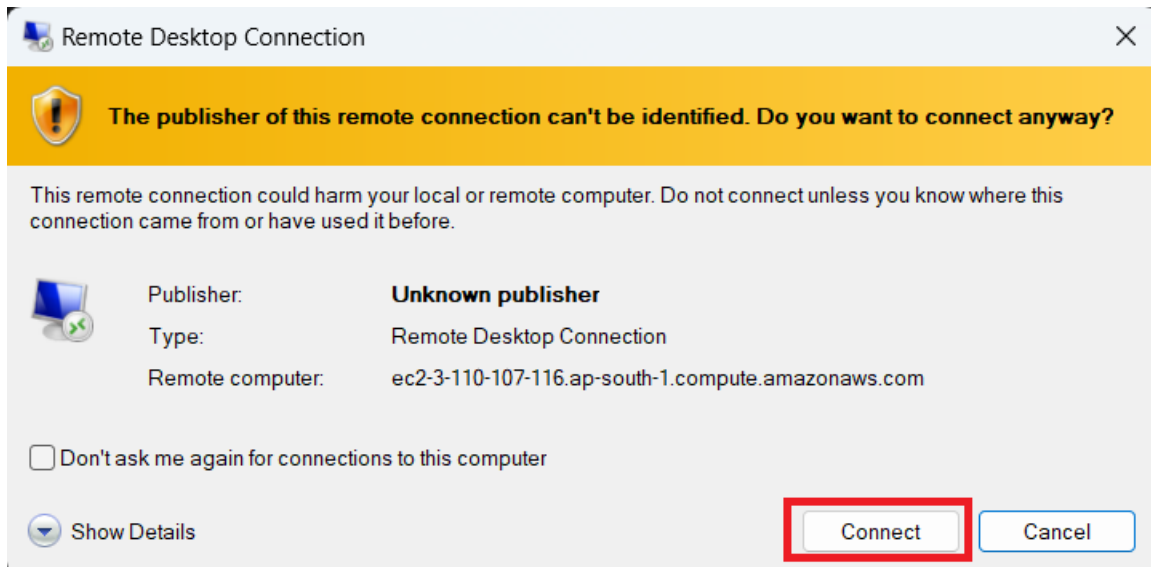 Remote Desktop Connection
The publisher of this remote connection can't be identified. Do you want to connect anyway?
This remote connection could harm your local or remote computer. Do not connect unless you know where this
connection came from or have used it before.
Publisher: Unknown publisher
Type: Remote Desktop Connection
Remote computer: ec2-3-110-107-116.ap-south-1.compute.amazonaws.com
Don't ask me again for connections to this computer
Show Details Connect Cancel